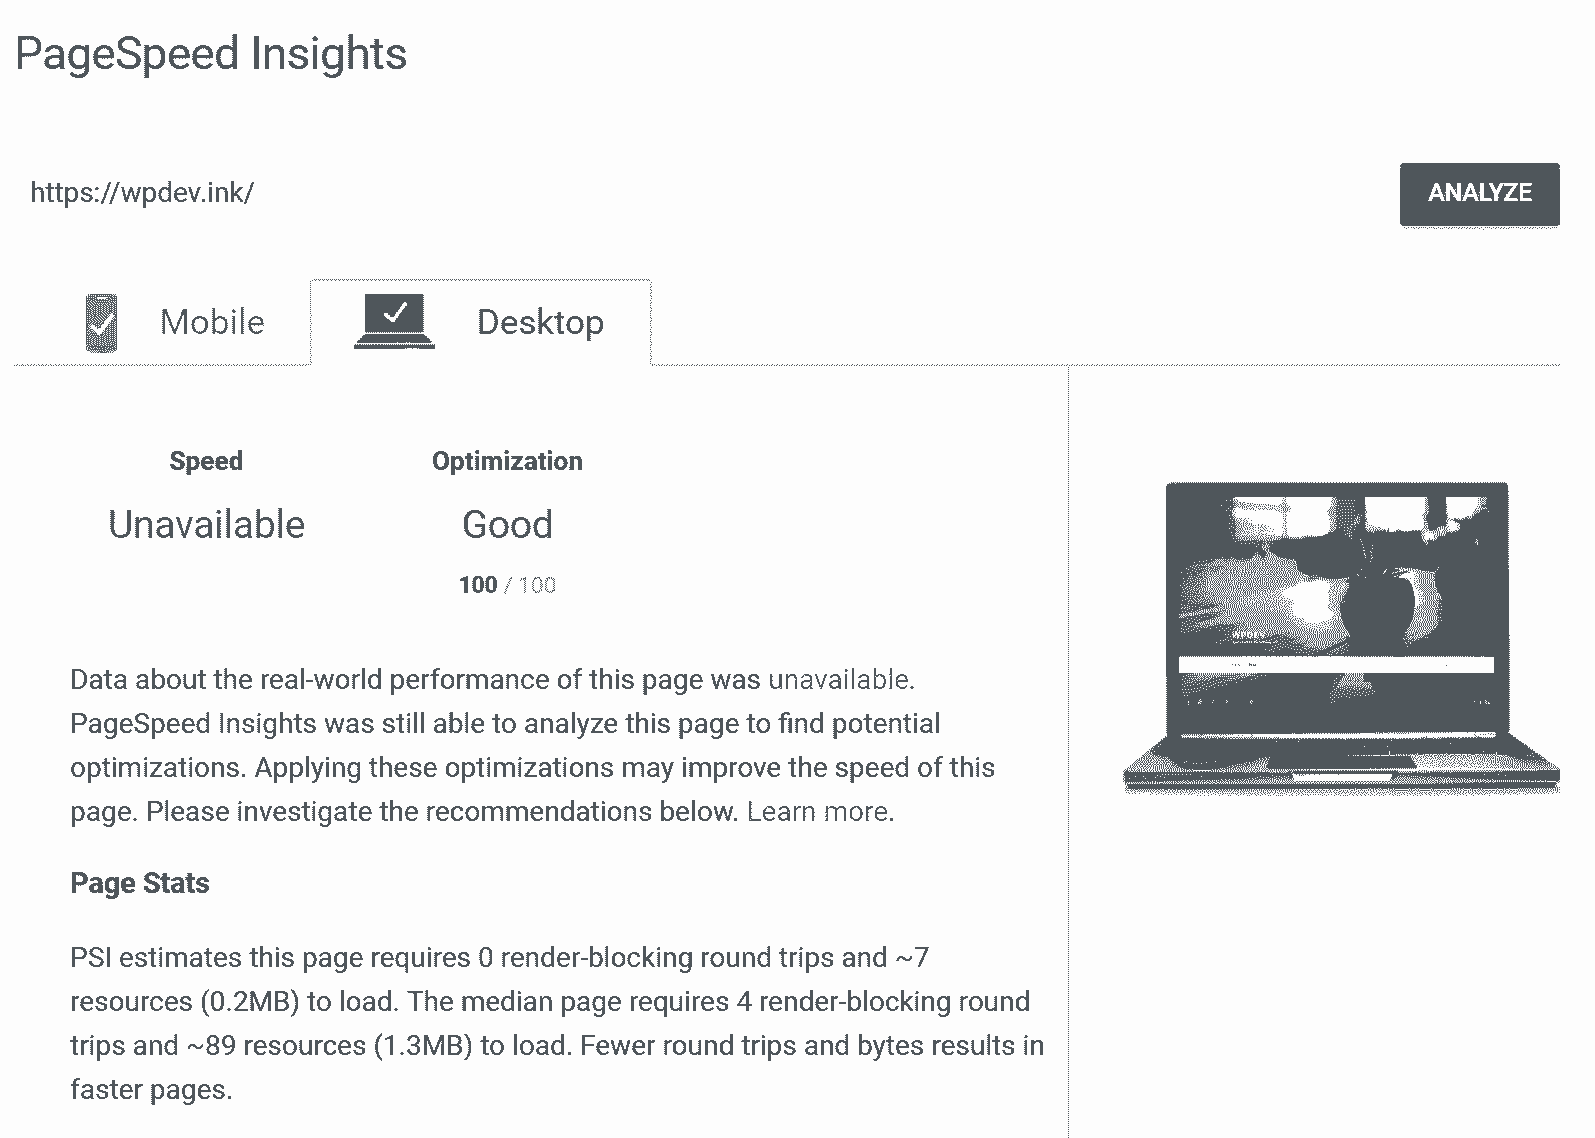 PageSpeed Insights
https://wpdev.ink/
ANALYZE
Mobile
Desktop
Speed
Optimization
Unavailable
Good
100 / 100
Data about the real-world performance of this page was unavailable.
PageSpeed Insights was still able to analyze this page to find potential
optimizations. Applying these optimizations may improve the speed of this
page. Please investigate the recommendations below. Learn more.
WPDEV
Page Stats
PSI estimates this page requires 0 render-blocking round trips and ~7
resources (0.2MB) to load. The median page requires 4 render-blocking round
trips and ~89 resources (1.3MB) to load. Fewer round trips and bytes results in
faster pages.